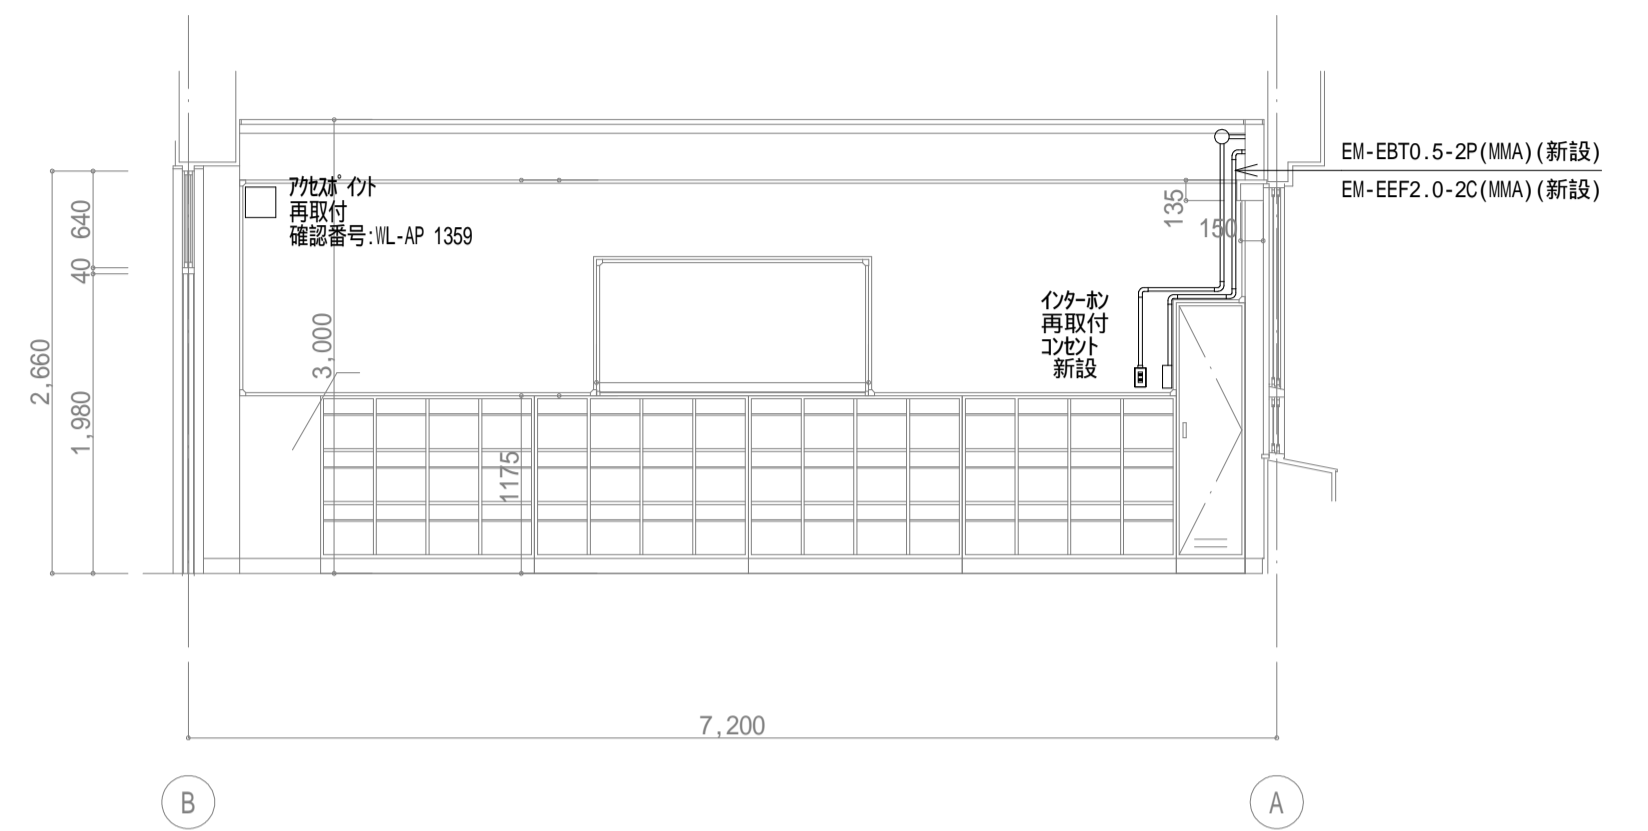 EM-EBT0.5-2P(MMA)(新設)
EM-EEF2.0-2C(MMA)(新設)
ｱｸｾｽﾎﾟｲﾝﾄ
再取付
確認番号:WL-AP 1359
135
150
640
40
2,660
1,980
3,000
ｲﾝﾀｰﾎﾝ
再取付
ｺﾝｾﾝﾄ
新設
1175
7,200
B
A